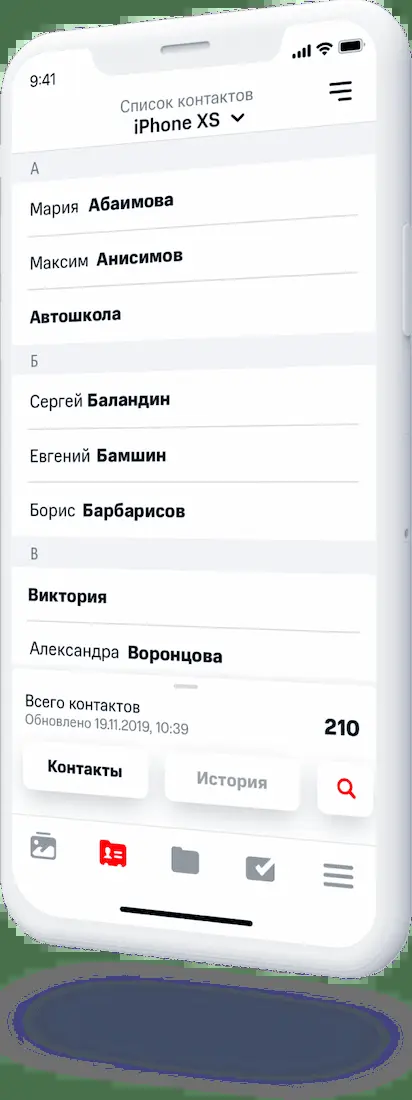 9:41
Список контактов
iPhone XS
А
Мария Абаимова
Максим Анисимов
Автошкола
Б
Сергей Баландин
Евгений Бамшин
Борис Барбарисов
В
Виктория
Александра Воронцова
Всего контактов
Обновлено 19.11.2019, 10:39
210
Контакты
История